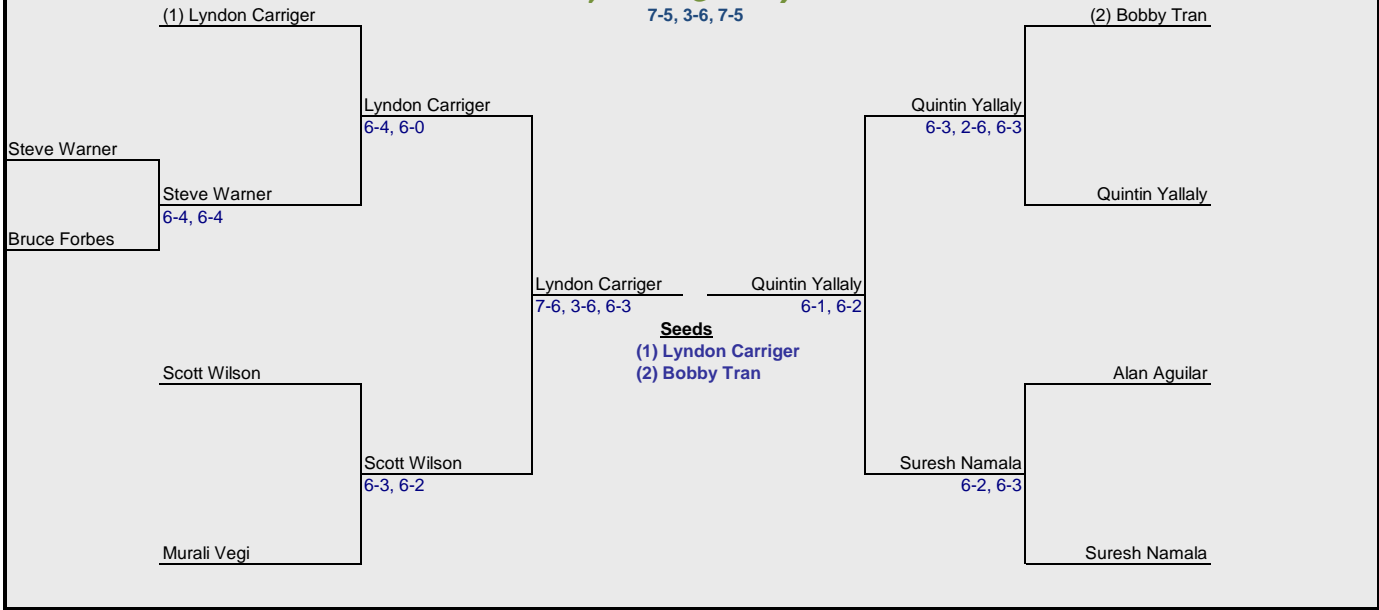 7-5, 3-6, 7-5
(1) Lyndon Carriger
(2) Bobby Tran
Lyndon Carriger
6-4, 6-0
Quintin Yallaly
6-3, 2-6, 6-3
Steve Warner
Steve Warner
6-4, 6-4
Quintin Yallaly
Bruce Forbes
Lyndon Carriger
7-6, 3-6, 6-3
Quintin Yallaly
6-1, 6-2
Seeds
(1) Lyndon Carriger
(2) Bobby Tran
Scott Wilson
Alan Aguilar
Scott Wilson
6-3, 6-2
Suresh Namala
6-2, 6-3
Murali Vegi
Suresh Namala